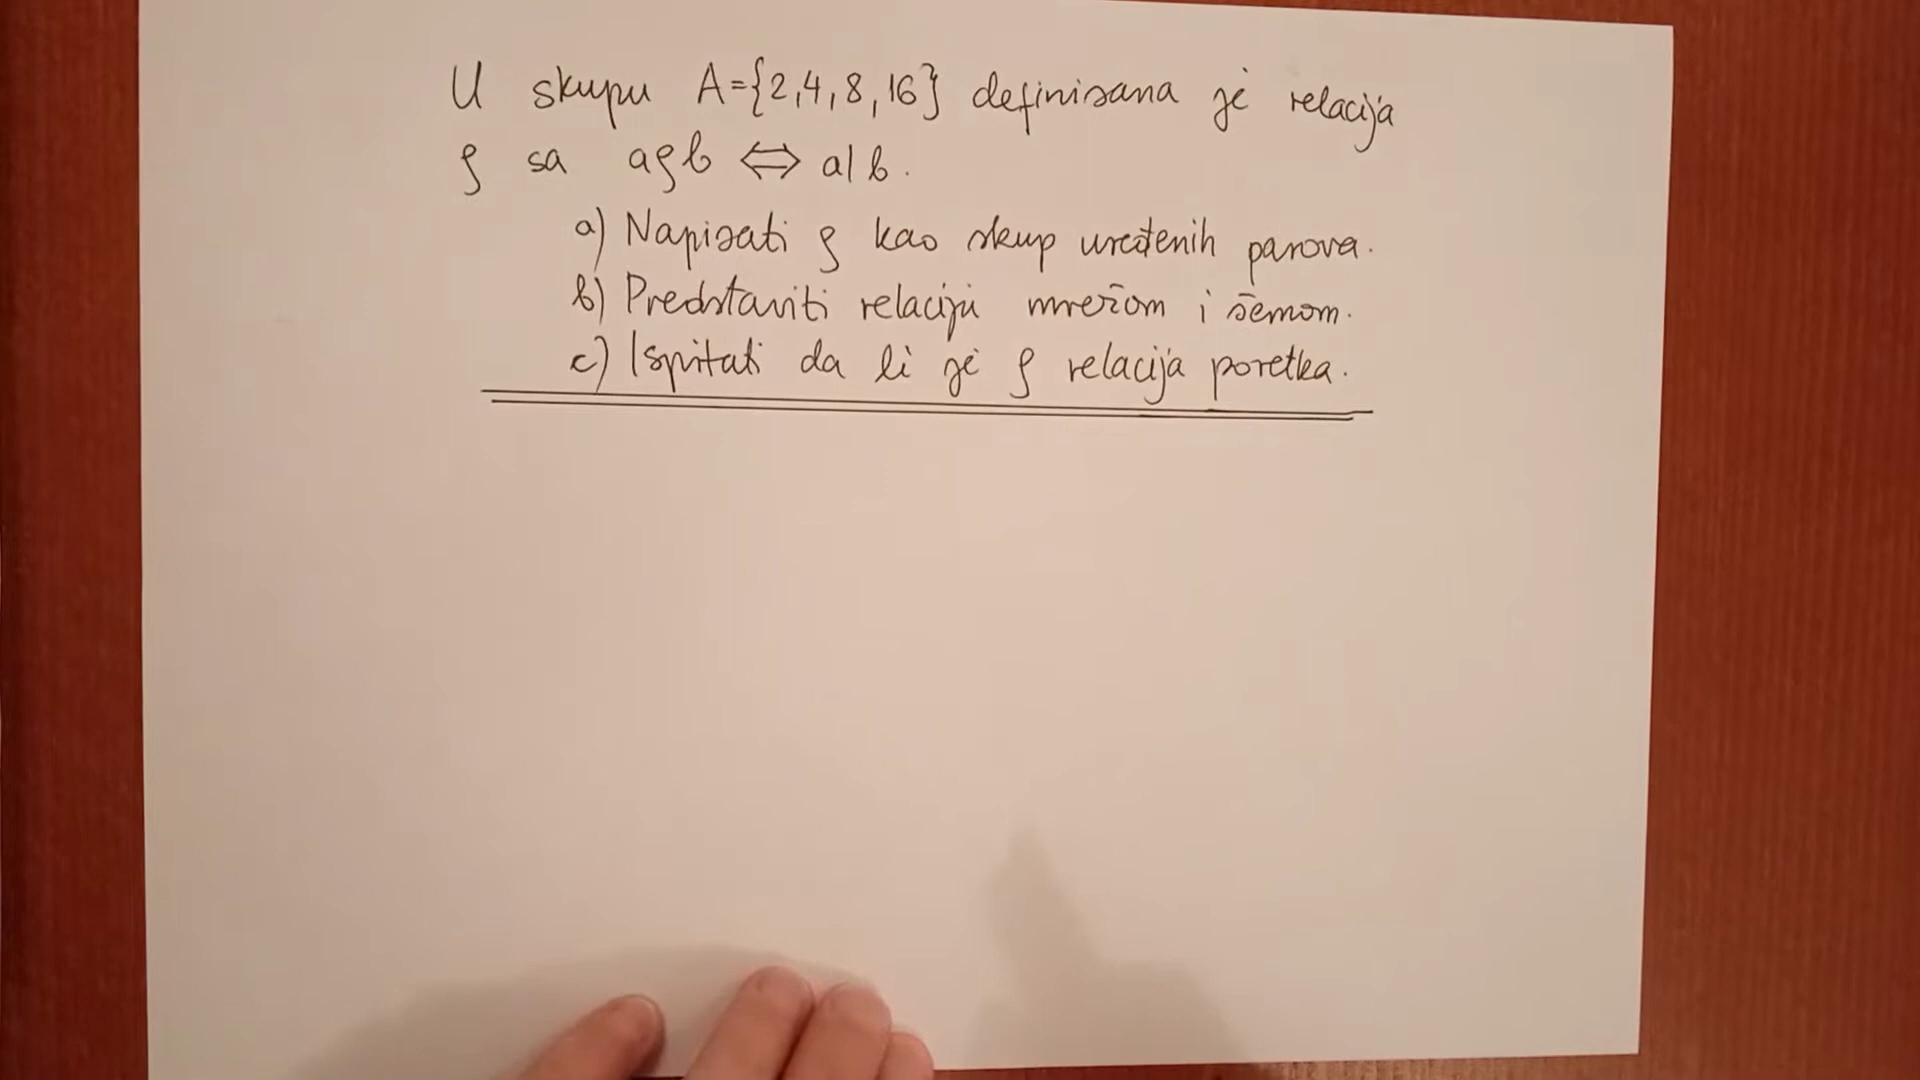 U skupu A={2,4,8,16} definisana je relacija
ρ sa aρb ⇔ a|b.
a) Napisati ρ kao skup uređenih parova.
b) Predstaviti relaciju mrežom i šemom.
c) Ispitati da li je ρ relacija poretka.